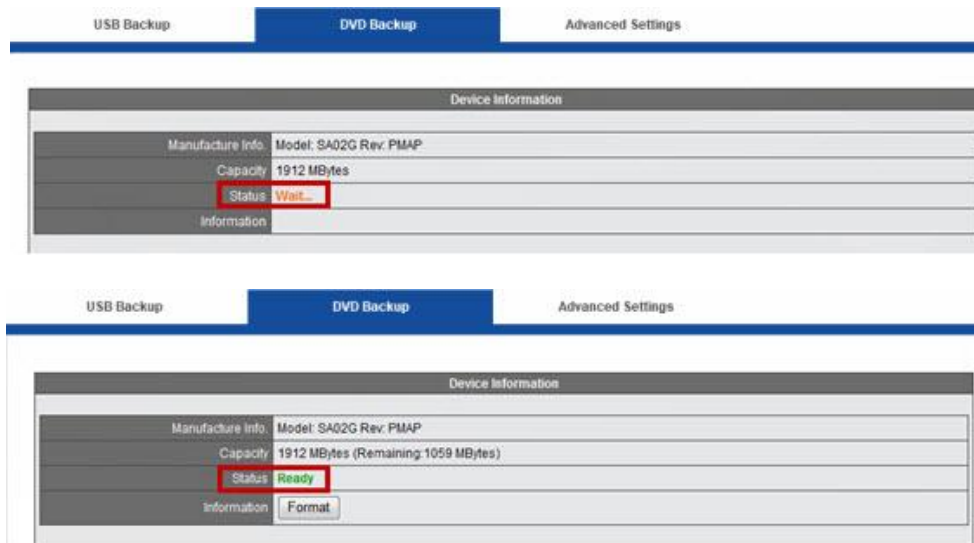 USB Backup DVD Backup Advanced Settings
Device Information
Manufacture Info. Model: SA02G Rev: PMAP
Capacity 1912 MBytes
Status Wait...
Information
USB Backup DVD Backup Advanced Settings
Device Information
Manufacture Info. Model: SA02G Rev: PMAP
Capacity 1912 MBytes (Remaining:1059 MBytes)
Status Ready
Information Format